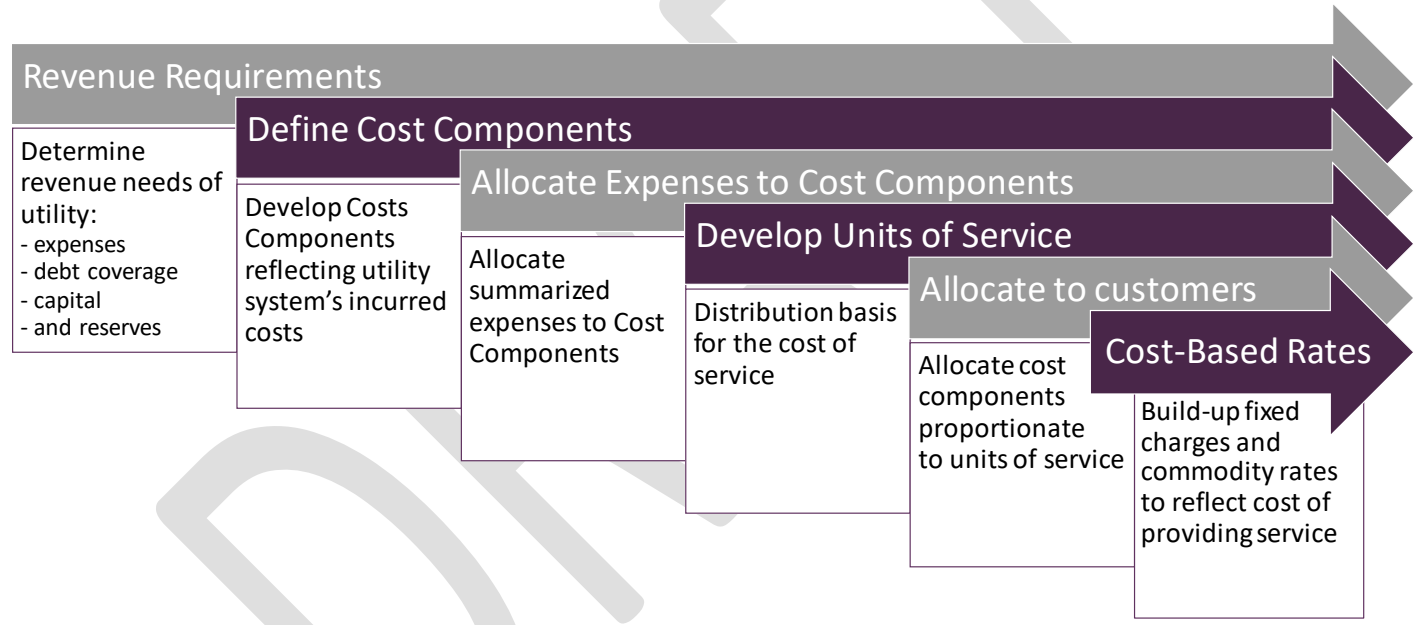 Revenue Requirements
Determine
revenue needs of
utility:
- expenses
- debt coverage
- capital
- and reserves
Define Cost Components
Develop Costs
Components
reflecting utility
system's incurred
costs
Allocate Expenses to Cost Components
Allocate
summarized
expenses to Cost
Components
Develop Units of Service
Distribution basis
for the cost of
service
Allocate to customers
Allocate cost
components
proportionate
to units of service
Cost-Based Rates
Build-up fixed
charges and
commodity rates
to reflect cost of
providing service